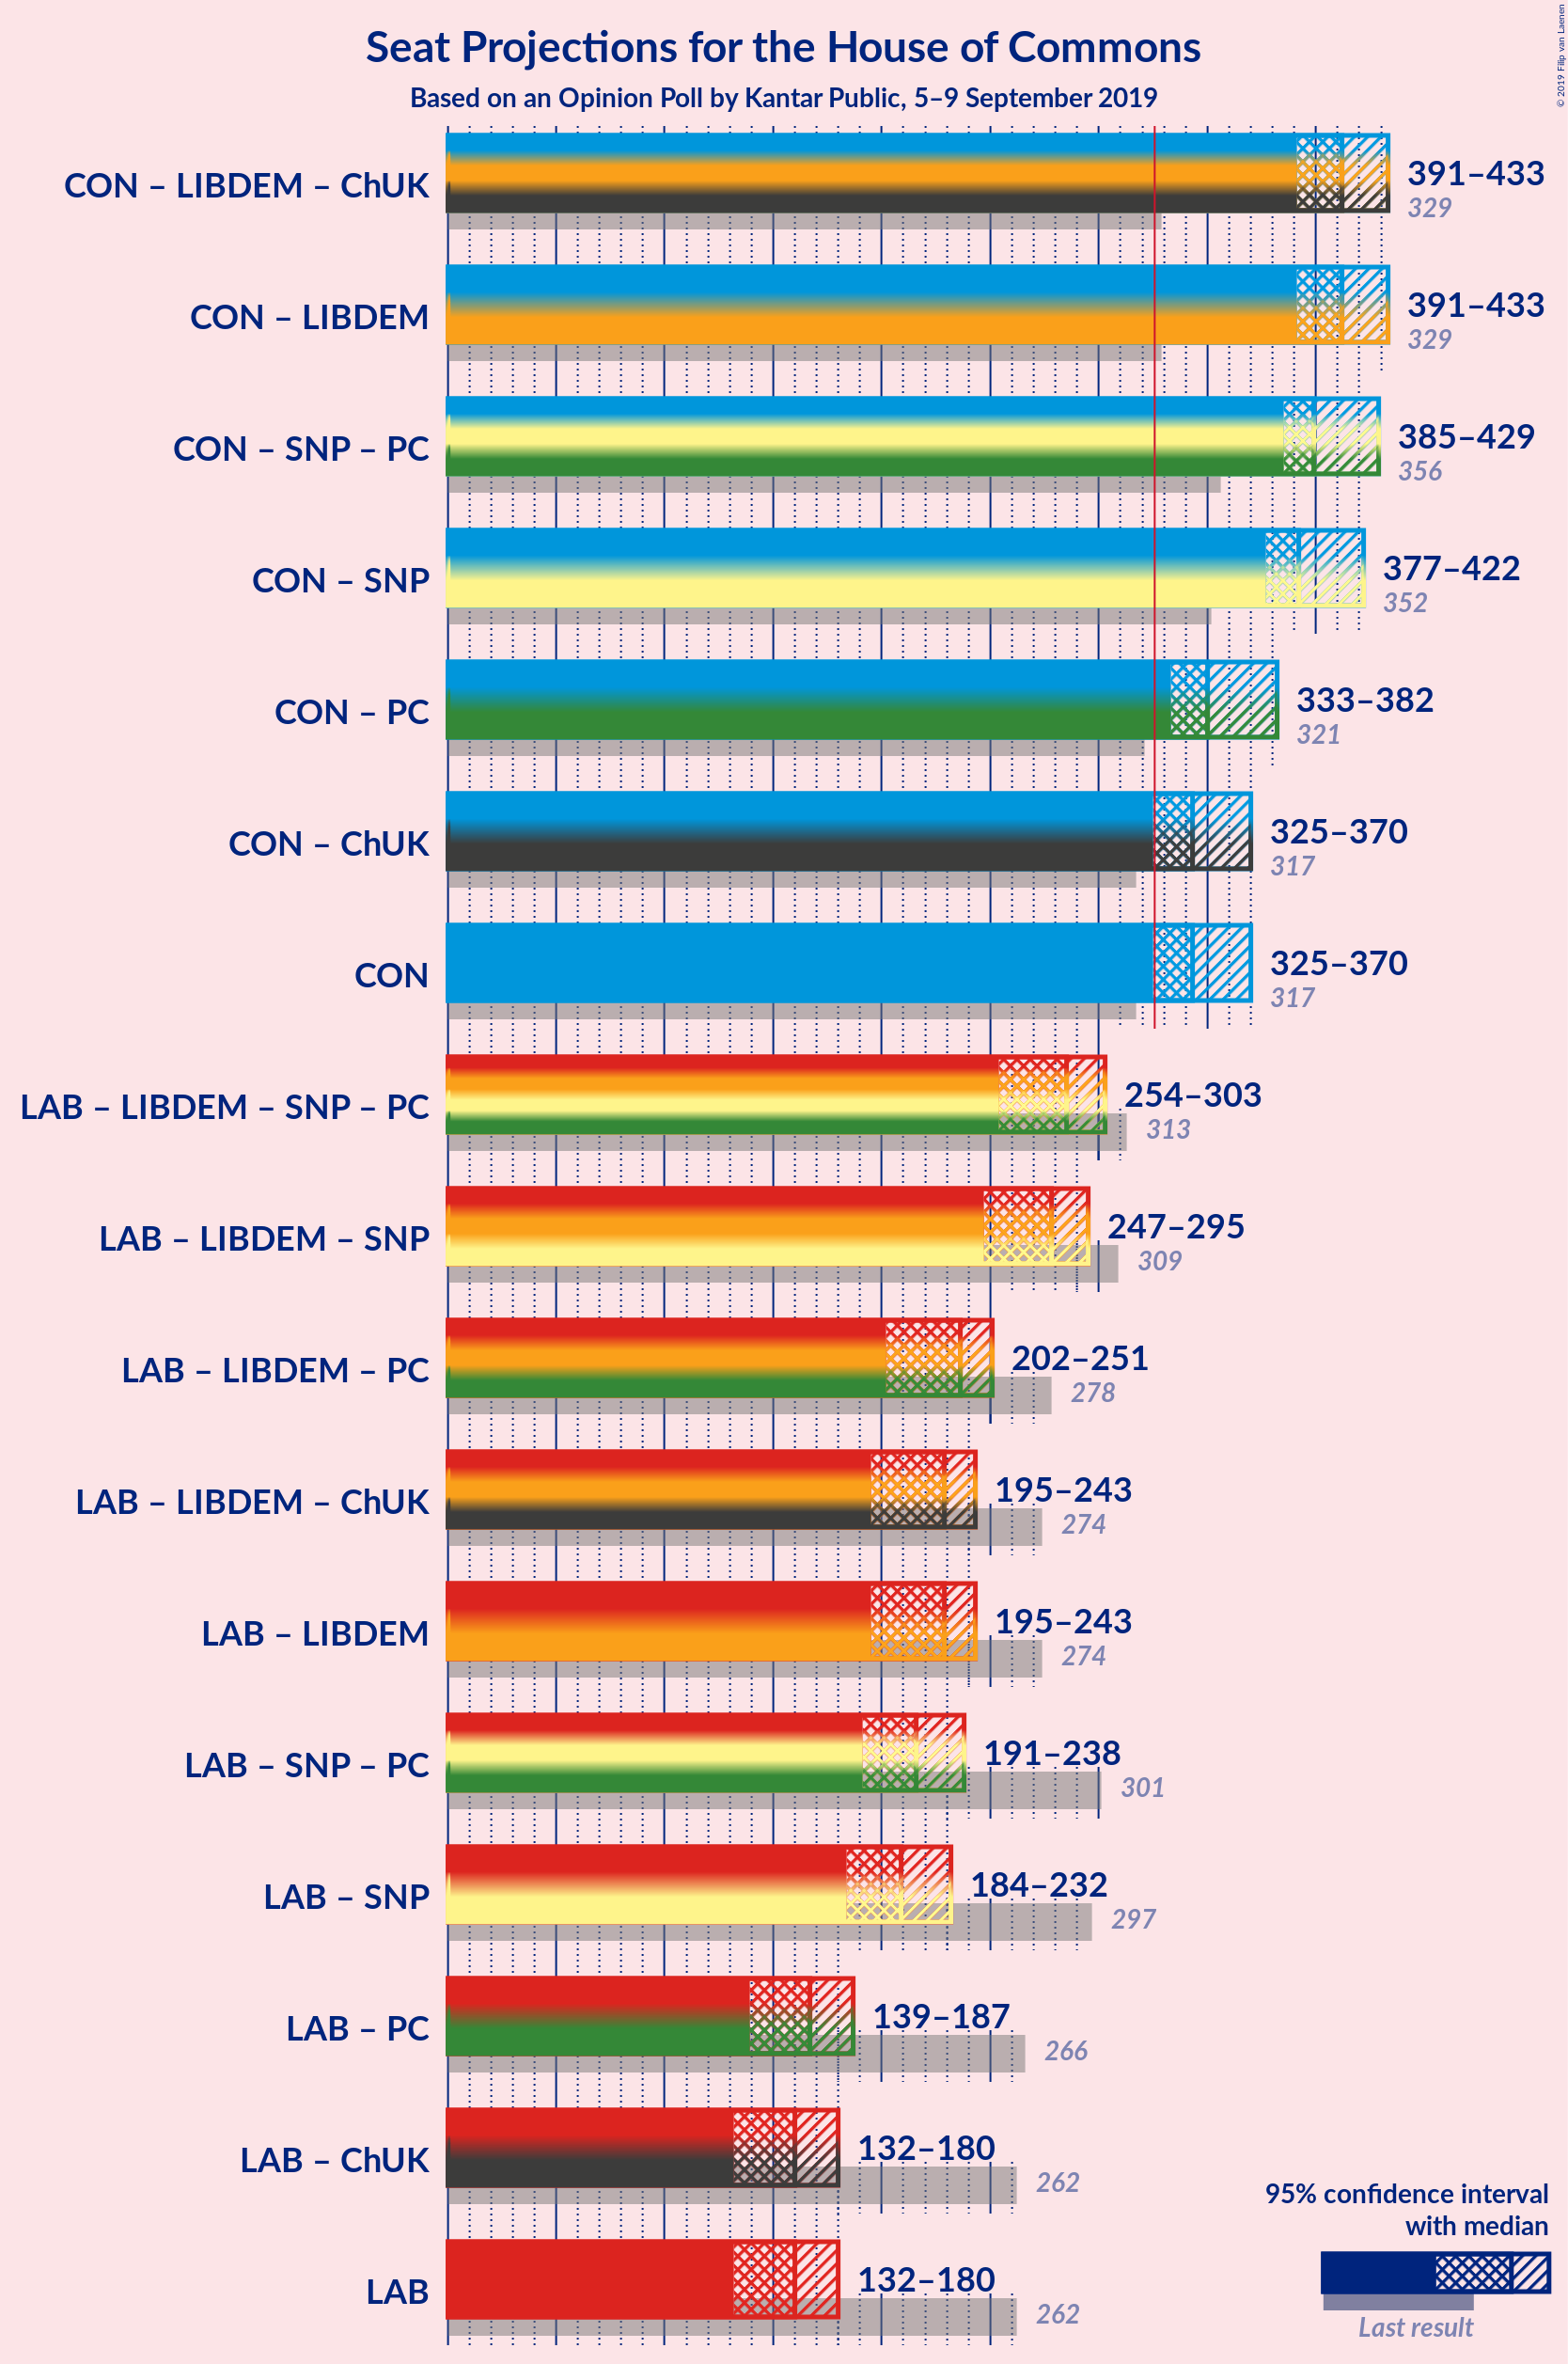 © 2019 Filip van Laenen
Seat Projections for the House of Commons
Based on an Opinion Poll by Kantar Public, 5–9 September 2019
CON – LIBDEM – ChUK
391–433
329
CON – LIBDEM
391–433
329
CON – SNP – PC
385–429
356
CON – SNP
377–422
352
CON – PC
333–382
321
CON – ChUK
325–370
317
CON
325–370
317
LAB – LIBDEM – SNP – PC
254–303
313
LAB – LIBDEM – SNP
247–295
309
LAB – LIBDEM – PC
202–251
278
LAB – LIBDEM – ChUK
195–243
274
LAB – LIBDEM
195–243
274
LAB – SNP – PC
191–238
301
LAB – SNP
184–232
297
LAB – PC
139–187
266
LAB – ChUK
132–180
262
LAB
132–180
262
95% confidence interval
with median
Last result